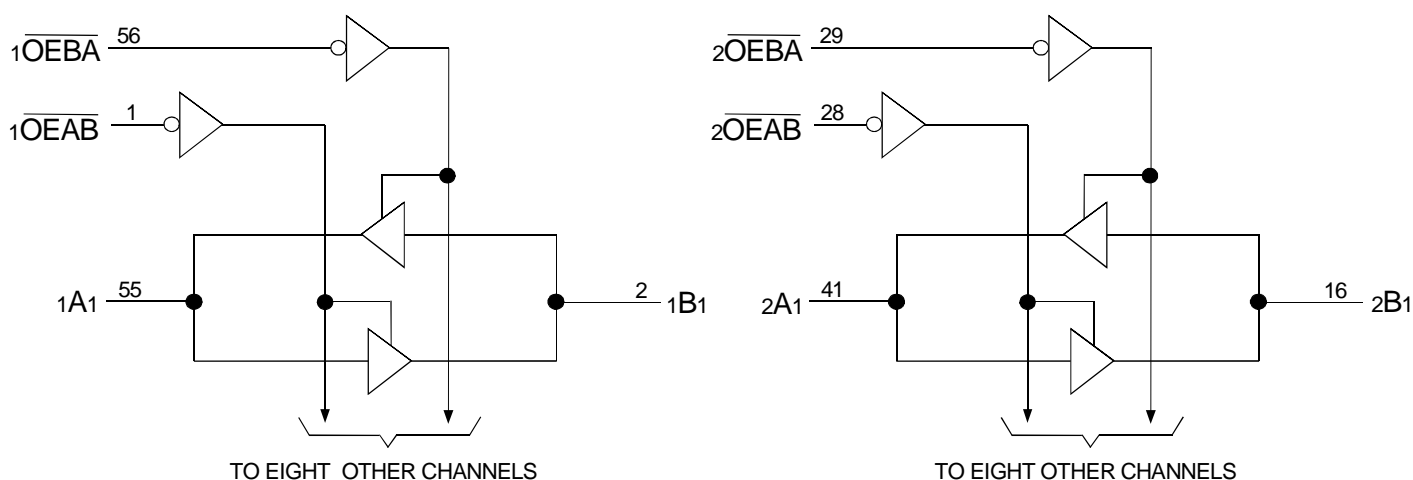 1OEBA 56
1OEAB 1
1A1 55
2 1B1
TO EIGHT OTHER CHANNELS
2OEBA 29
2OEAB 28
2A1 41
16 2B1
TO EIGHT OTHER CHANNELS